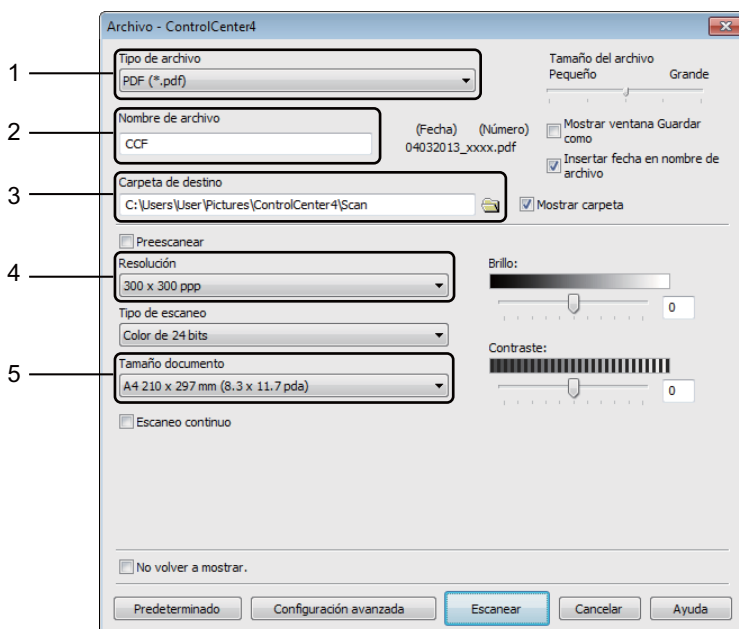 Archivo - ControlCenter4
1
Tipo de archivo
PDF (*.pdf)
Tamaño del archivo
Pequeño Grande
2
Nombre de archivo
CCF
(Fecha) (Número)
04032013_xxxx.pdf
Mostrar ventana Guardar
como
Insertar fecha en nombre de
archivo
3
Carpeta de destino
C:\Users\User\Pictures\ControlCenter4\Scan
Mostrar carpeta
Preescanear
4
Resolución
300 x 300 ppp
Brillo:
0
Tipo de escaneo
Color de 24 bits
Contraste:
0
5
Tamaño documento
A4 210 x 297 mm (8.3 x 11.7 pda)
Escaneo continuo
No volver a mostrar.
Predeterminado Configuración avanzada Escanear Cancelar Ayuda